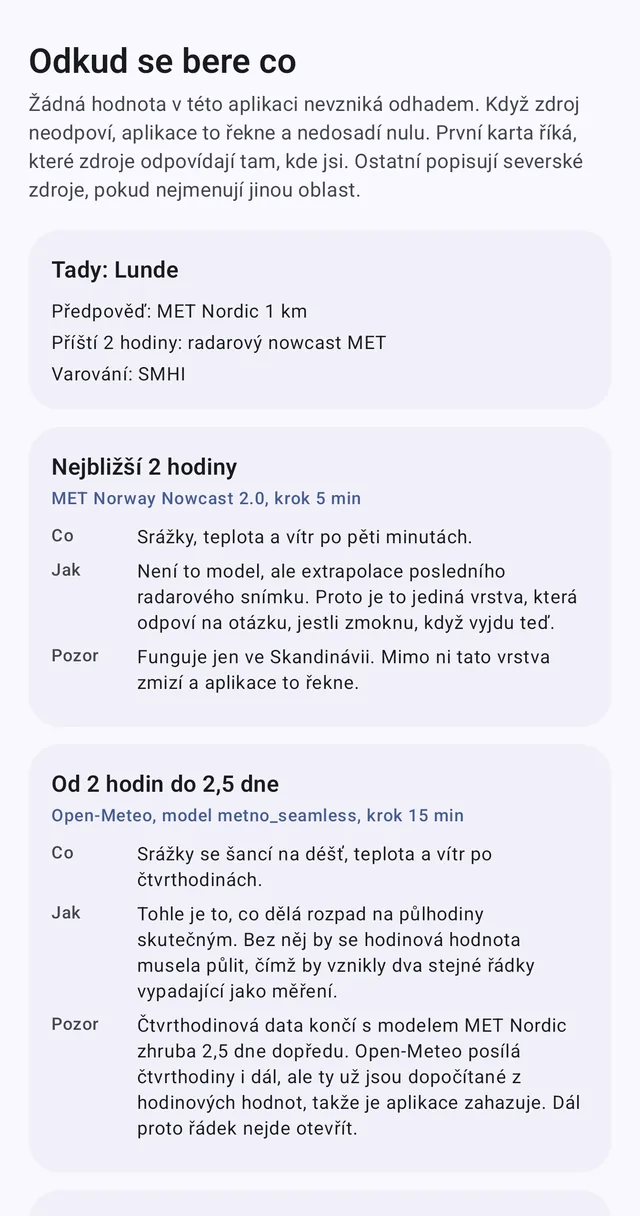 Odkud se bere co
Žádná hodnota v této aplikaci nevzniká odhadem. Když zdroj
neodpoví, aplikace to řekne a nedosadí nulu. První karta říká,
které zdroje odpovídají tam, kde jsi. Ostatní popisují severské
zdroje, pokud nejmenují jinou oblast.
Tady: Lunde
Předpověď: MET Nordic 1 km
Příští 2 hodiny: radarový nowcast MET
Varování: SMHI
Nejbližší 2 hodiny
MET Norway Nowcast 2.0, krok 5 min
Co
Srážky, teplota a vítr po pěti minutách.
Jak
Není to model, ale extrapolace posledního
radarového snímku. Proto je to jediná vrstva, která
odpoví na otázku, jestli zmoknu, když vyjdu teď.
Pozor
Funguje jen ve Skandinávii. Mimo ni tato vrstva
zmizí a aplikace to řekne.
Od 2 hodin do 2,5 dne
Open-Meteo, model metno_seamless, krok 15 min
Co
Srážky se šancí na déšť, teplota a vítr po
čtvrthodinách.
Jak
Tohle je to, co dělá rozpad na půlhodiny
skutečným. Bez něj by se hodinová hodnota
musela půlit, čímž by vznikly dva stejné řádky
vypadající jako měření.
Pozor
Čtvrthodinová data končí s modelem MET Nordic
zhruba 2,5 dne dopředu. Open-Meteo posílá
čtvrthodiny i dál, ale ty už jsou dopočítané z
hodinových hodnot, takže je aplikace zahazuje. Dál
proto řádek nejde otevřít.